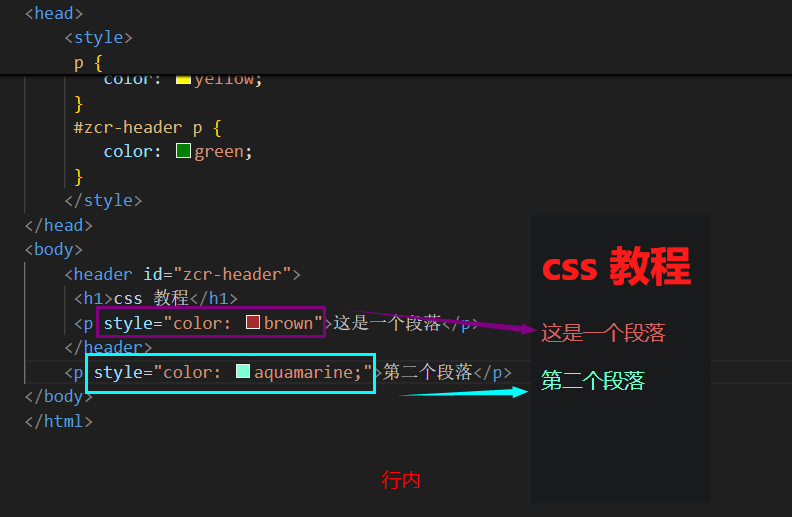 <head>
<style>
p {
color: yellow;
}
#zcr-header p {
color: green;
}
</style>
</head>
<body>
<header id="zcr-header">
<h1>css 教程</h1>
<p style="color: brown">这是一个段落</p>
</header>
<p style="color: aquamarine;">第二个段落</p>
</body>
</html>
css 教程
这是一个段落
第二个段落
行内